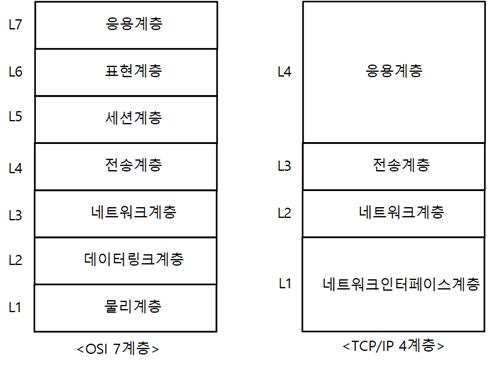 L7 응용계층
L6 표현계층
L5 세션계층
L4 전송계층
L3 네트워크계층
L2 데이터링크계층
L1 물리계층
<OSI 7계층>
L4 응용계층
L3 전송계층
L2 네트워크계층
L1 네트워크인터페이스계층
<TCP/IP 4계층>